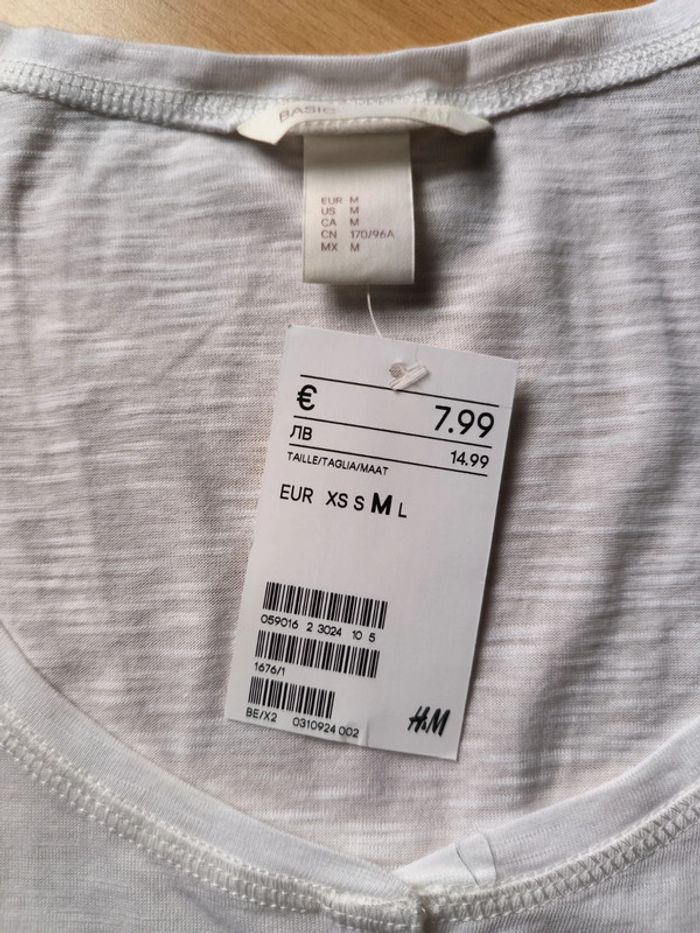 BASIC
EUR M
US M
CA M
CN 170/96A
MX M
€ 7.99
ЛВ 14.99
TAILLE/TAGLIA/MAAT
EUR XS S M L
059016 2 3024 10 5
1676/1
BE/X2 0310924 002
H&M